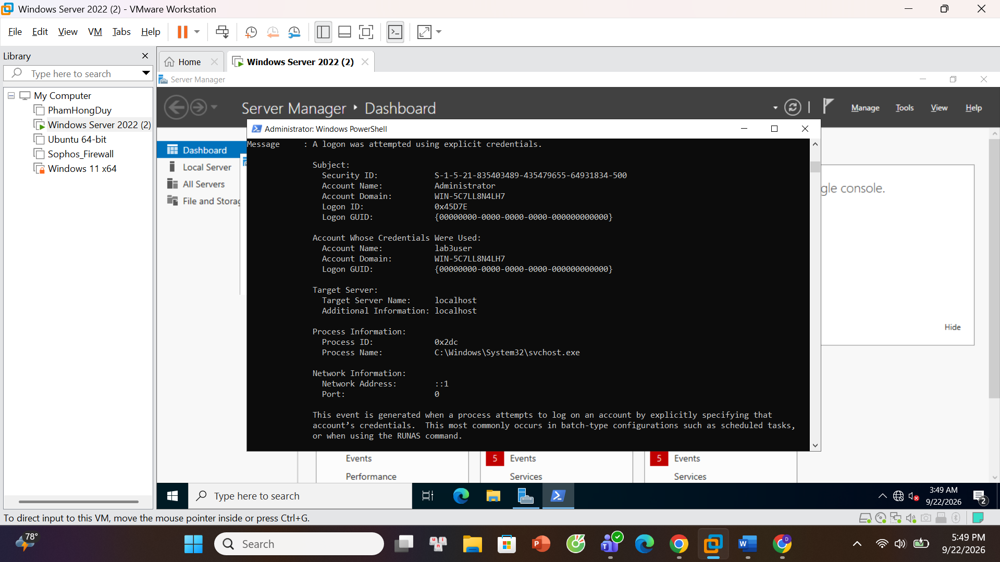 Windows Server 2022 (2) - VMware Workstation
File Edit View VM Tabs Help
Library
Type here to search
My Computer
PhamHongDuy
Windows Server 2022 (2)
Ubuntu 64-bit
Sophos_Firewall
Windows 11 x64
Home
Windows Server 2022 (2)
Server Manager
Server Manager Dashboard
Manage Tools View Help
Dashboard
Local Server
All Servers
File and Storag
Administrator: Windows PowerShell
Message : A logon was attempted using explicit credentials.
Subject:
Security ID: S-1-5-21-835403489-435479655-64931834-500
Account Name: Administrator
Account Domain: WIN-5C7LL8N4LH7
Logon ID: 0x45D7E
Logon GUID: {00000000-0000-0000-0000-000000000000}
Account Whose Credentials Were Used:
Account Name: lab3user
Account Domain: WIN-5C7LL8N4LH7
Logon GUID: {00000000-0000-0000-0000-000000000000}
Target Server:
Target Server Name: localhost
Additional Information: localhost
Process Information:
Process ID: 0x2dc
Process Name: C:\Windows\System32\svchost.exe
Network Information:
Network Address: ::1
Port: 0
This event is generated when a process attempts to log on an account by explicitly specifying that
account's credentials.  This most commonly occurs in batch-type configurations such as scheduled tasks,
or when using the RUNAS command.
gle console.
Hide
Events
Performance
5 Events
Services
5 Events
Services
Type here to search
3:49 AM
9/22/2026
2
To direct input to this VM, move the mouse pointer inside or press Ctrl+G.
78°
Search
5:49 PM
9/22/2026